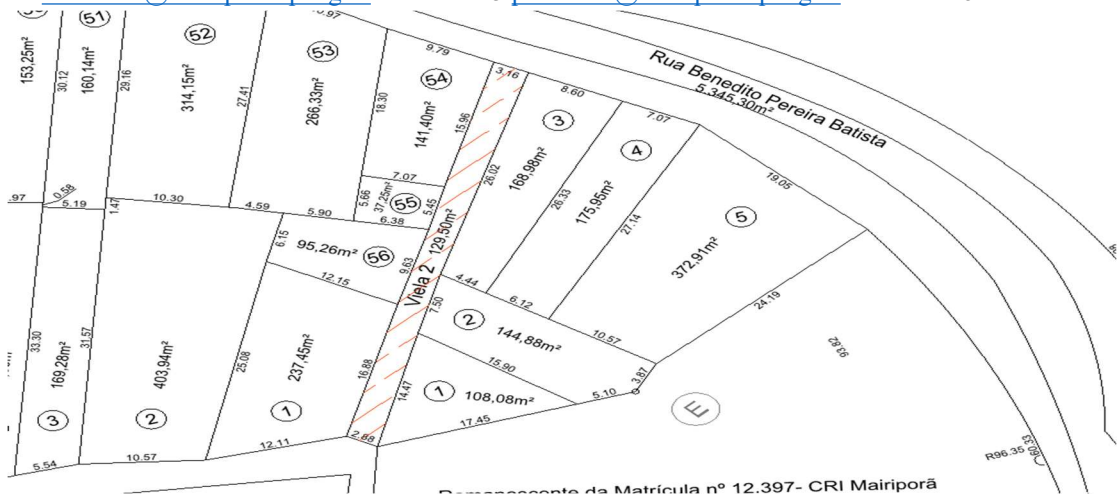 51
52
53
54
153,25m²
30.12
160,14m²
29.16
314,15m²
27.41
266,33m²
18.30
141,40m²
9.79
15.96
3.16
8.60
Rua Benedito Pereira Batista
5.345,30m²
3
168,98m²
26.02
7.07
4
175,95m²
26.33
27.14
5
372,91m²
19.05
24.19
93.82
.97
0.58
5.19
1.47
10.30
4.59
5.90
5.66
7.07
37,25m²
55
5.45
6.38
6.15
95,26m²
56
9.63
12.15
Viela 2 129,50m²
7.50
4.44
6.12
10.57
2
144,88m²
15.90
5.10
3.87
1
108,08m²
17.45
14.47
16.88
2.88
33.30
169,28m²
3
5.54
31.57
403,94m²
2
10.57
25.08
237,45m²
1
12.11
E
R96.35
60.33
Remanescente da Matrícula nº 12.397- CRI Mairiporã